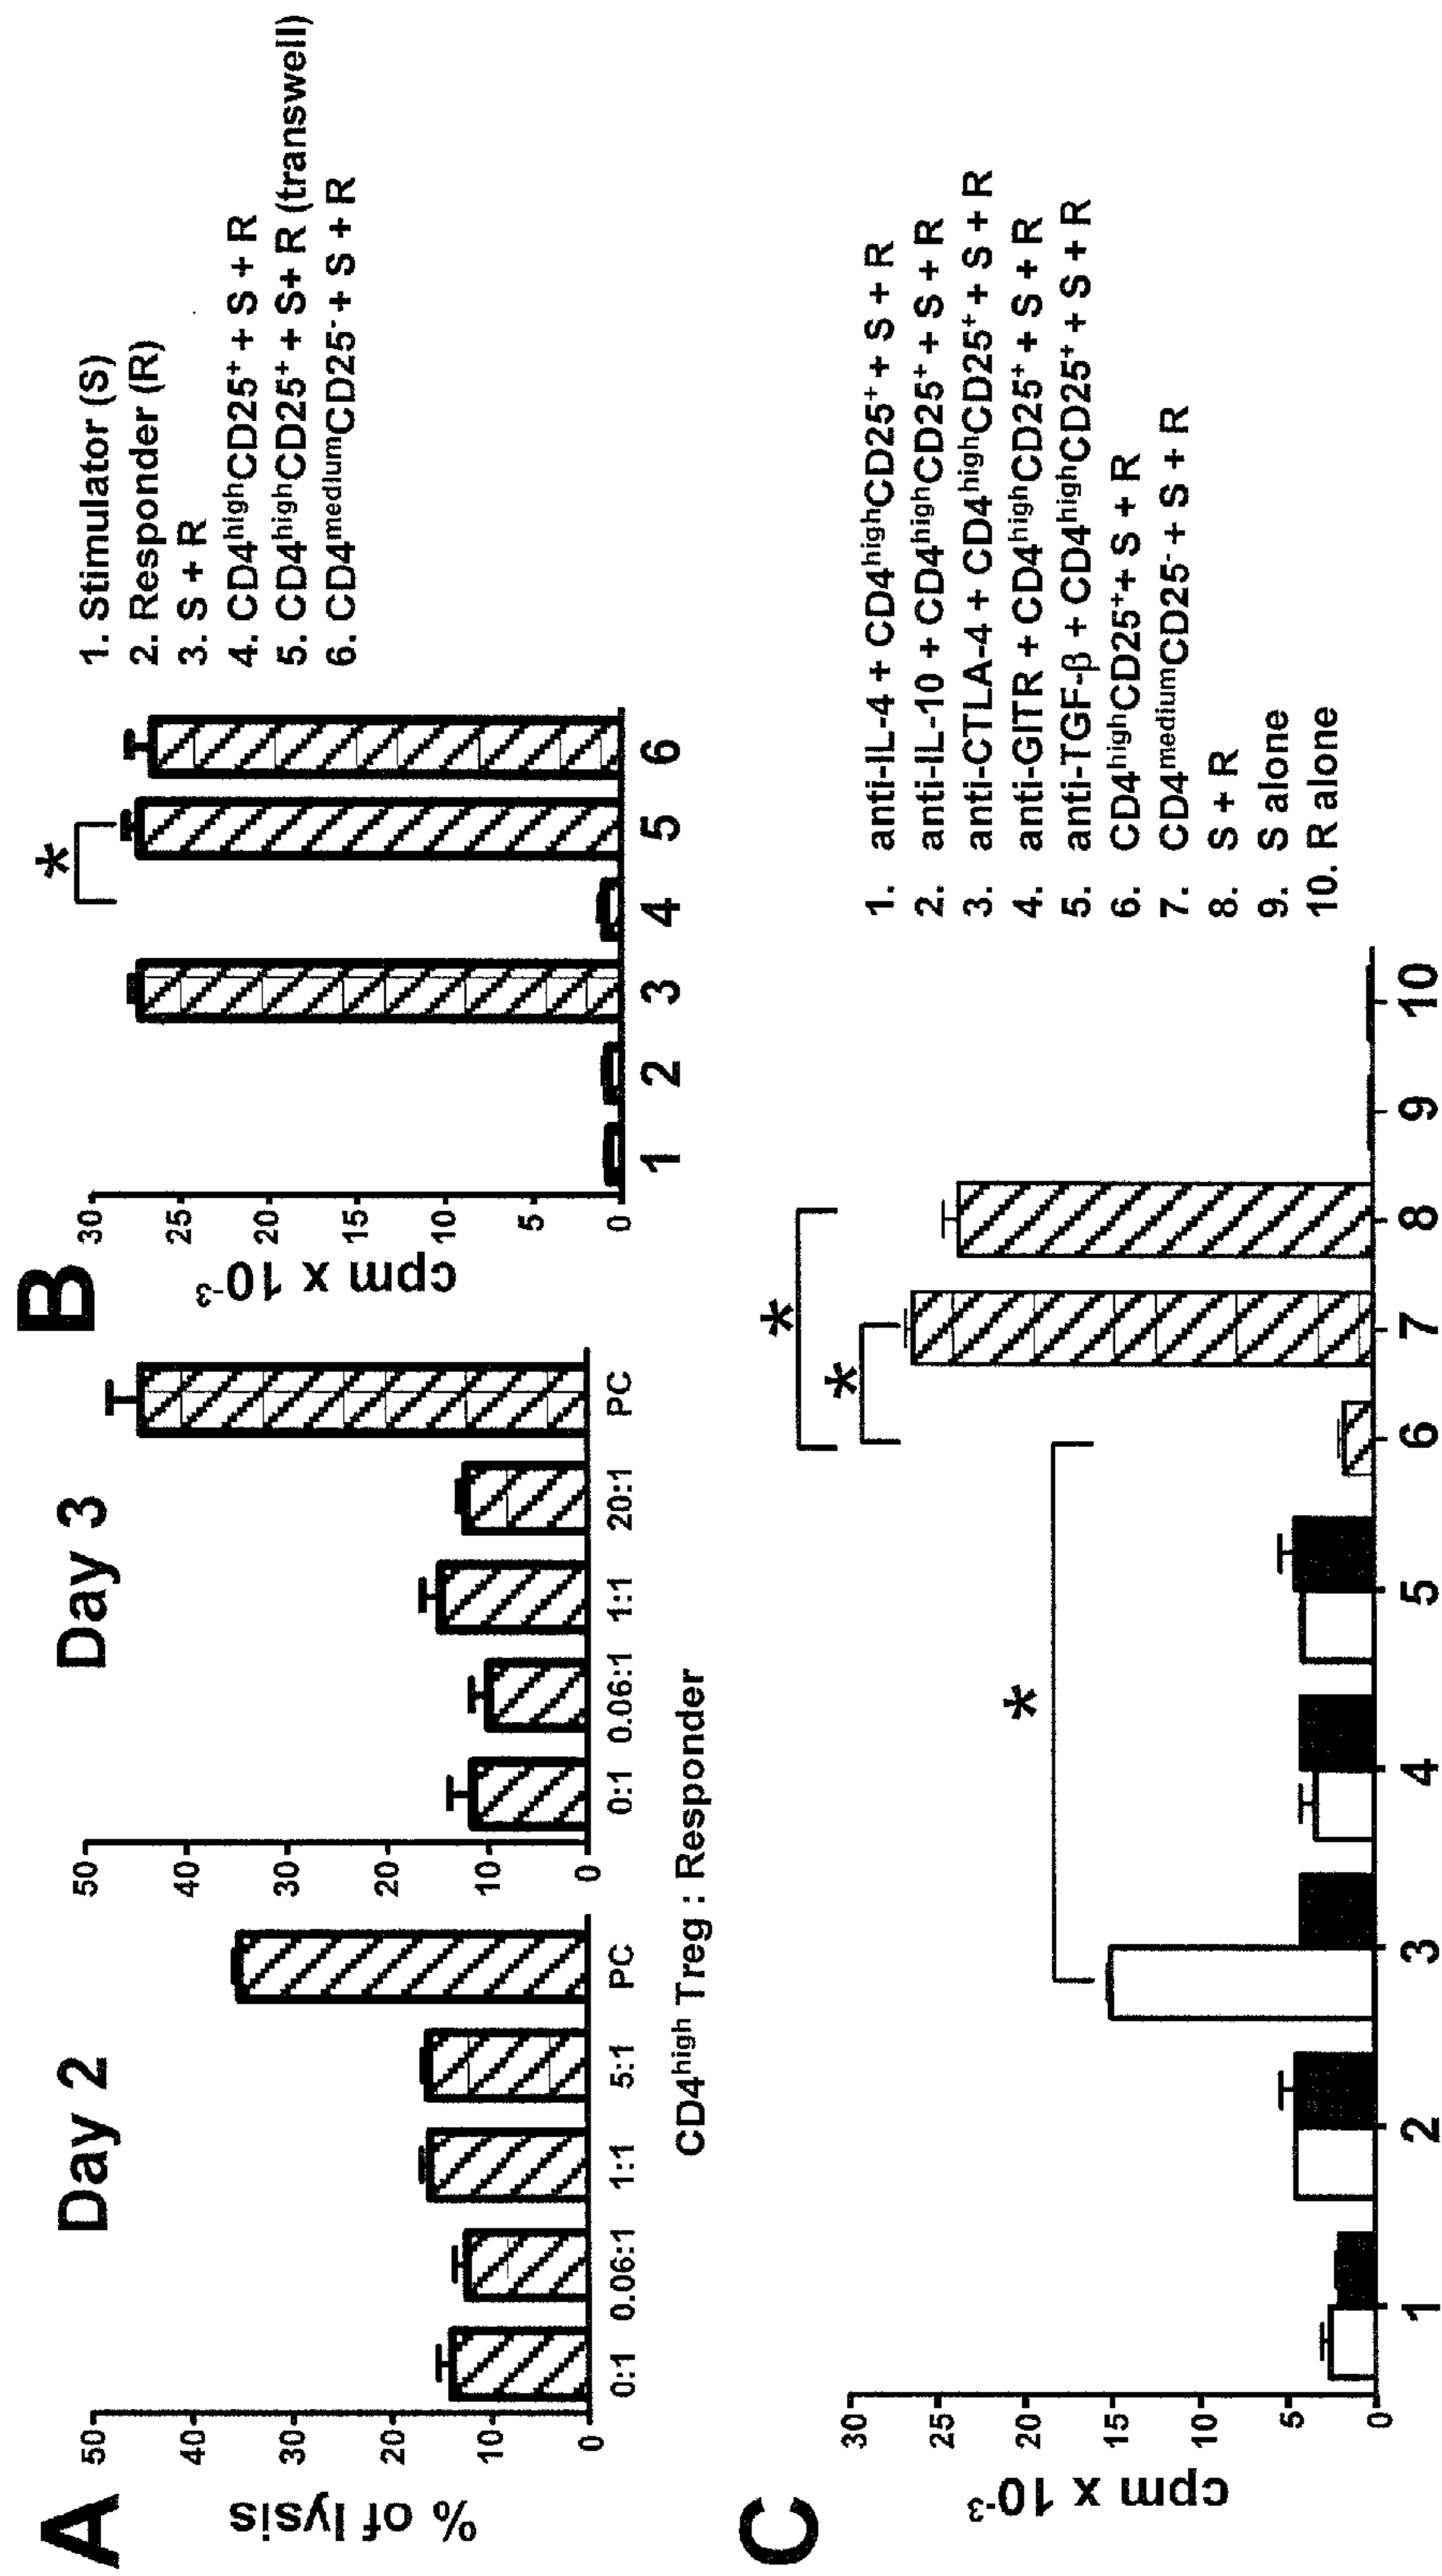 A
Day 2
Day 3
% of lysis
50
40
30
20
10
0
0:1 0.06:1 1:1 5:1 PC
50
40
30
20
10
0
0:1 0.06:1 1:1 20:1 PC
CD4ʰⁱᵍʰ Treg : Responder
B
cpm x 10⁻³
30
25
20
15
10
5
0
*
1 2 3 4 5 6
1. Stimulator (S)
2. Responder (R)
3. S + R
4. CD4ʰⁱᵍʰCD25⁺ + S + R
5. CD4ʰⁱᵍʰCD25⁺ + S+ R (transwell)
6. CD4ᵐᵉᵈⁱᵘᵐCD25⁻ + S + R
C
cpm x 10⁻³
30
25
20
15
10
5
0
*
*
*
1 2 3 4 5 6 7 8 9 10
1. anti-IL-4 + CD4ʰⁱᵍʰCD25⁺ + S + R
2. anti-IL-10 + CD4ʰⁱᵍʰCD25⁺ + S + R
3. anti-CTLA-4 + CD4ʰⁱᵍʰCD25⁺ + S + R
4. anti-GITR + CD4ʰⁱᵍʰCD25⁺ + S + R
5. anti-TGF-β + CD4ʰⁱᵍʰCD25⁺ + S + R
6. CD4ʰⁱᵍʰCD25⁺+ S + R
7. CD4ᵐᵉᵈⁱᵘᵐCD25⁻ + S + R
8. S + R
9. S alone
10. R alone